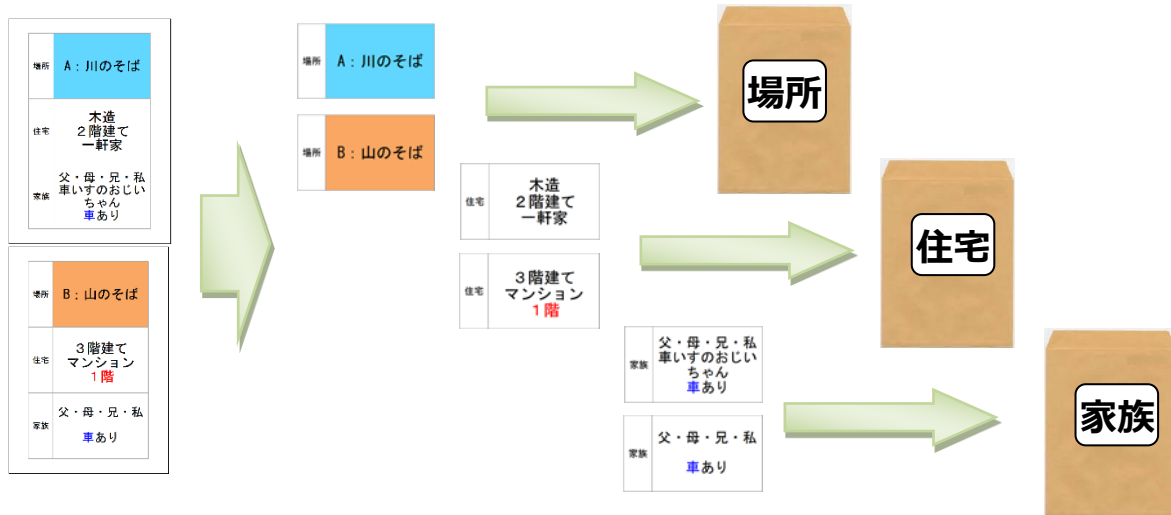 場所
A：川のそば
住宅
木造
２階建て
一軒家
家族
父・母・兄・私
車いすのおじい
ちゃん
車あり
場所
B：山のそば
住宅
３階建て
マンション
１階
家族
父・母・兄・私
車あり
場所
A：川のそば
場所
B：山のそば
住宅
木造
２階建て
一軒家
住宅
３階建て
マンション
１階
家族
父・母・兄・私
車いすのおじい
ちゃん
車あり
家族
父・母・兄・私
車あり
場所
住宅
家族